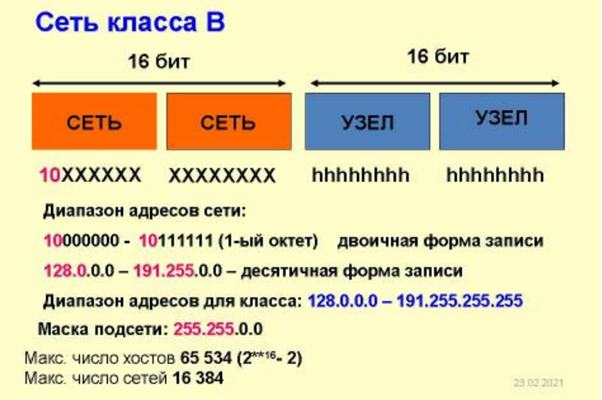 Сеть класса В
16 бит
16 бит
СЕТЬ
СЕТЬ
УЗЕЛ
УЗЕЛ
10XXXXXX XXXXXXXX hhhhhhhh hhhhhhhh
Диапазон адресов сети:
10000000 - 10111111 (1-ый октет) двоичная форма записи
128.0.0.0 – 191.255.0.0 – десятичная форма записи
Диапазон адресов для класса: 128.0.0.0 – 191.255.255.255
Маска подсети: 255.255.0.0
Макс. число хостов 65 534 (2**16- 2)
Макс. число сетей 16 384
23.02.2021